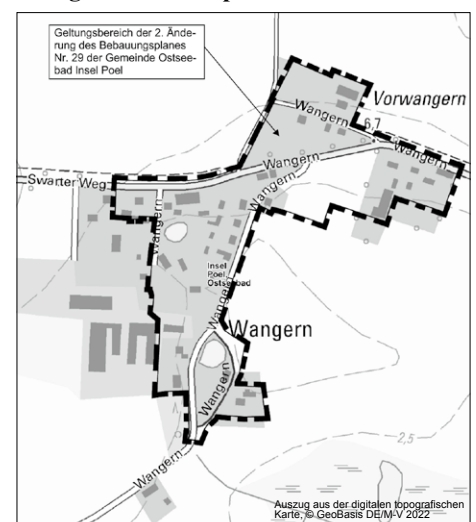 Geltungsbereich der 2. Ände-
rung des Bebauungsplanes
Nr. 29 der Gemeinde Ostsee-
bad Insel Poel
Vorwangern
Wangern
6,7
Wangern
Wangern
Swarter Weg
Wangern
Wangern
Wangern
Insel
Poel
Ostseebad
Wangern
Wangern
Wangern
2,5
Wangern
Auszug aus der digitalen topografischen
Karte, © GeoBasis DE/M-V 2022